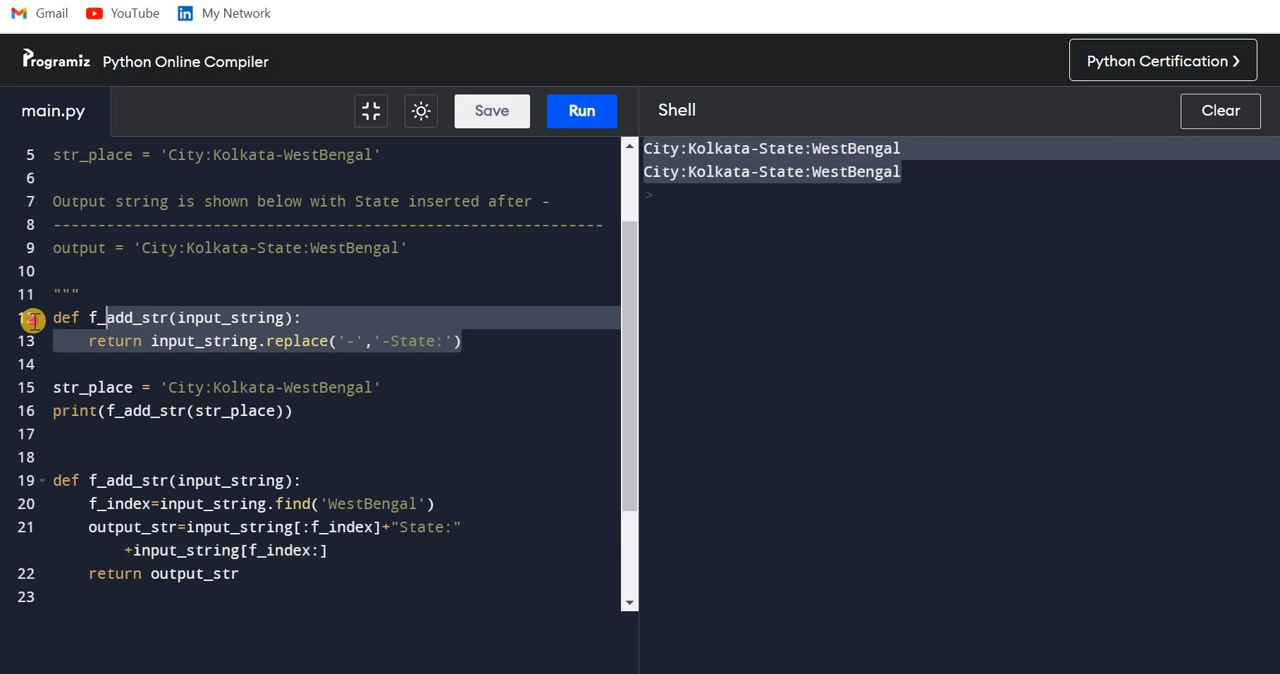 Gmail YouTube My Network
Programiz Python Online Compiler Python Certification ❯
main.py Save Run Shell Clear
5 str_place = 'City:Kolkata-WestBengal'
6
7 Output string is shown below with State inserted after -
8 --------------------------------------------------------------
9 output = 'City:Kolkata-State:WestBengal'
10
11 """
def f_add_str(input_string):
13 return input_string.replace('-','-State:')
14
15 str_place = 'City:Kolkata-WestBengal'
16 print(f_add_str(str_place))
17
18
19 def f_add_str(input_string):
20 f_index=input_string.find('WestBengal')
21 output_str=input_string[:f_index]+"State:"
+input_string[f_index:]
22 return output_str
23
City:Kolkata-State:WestBengal
City:Kolkata-State:WestBengal
>